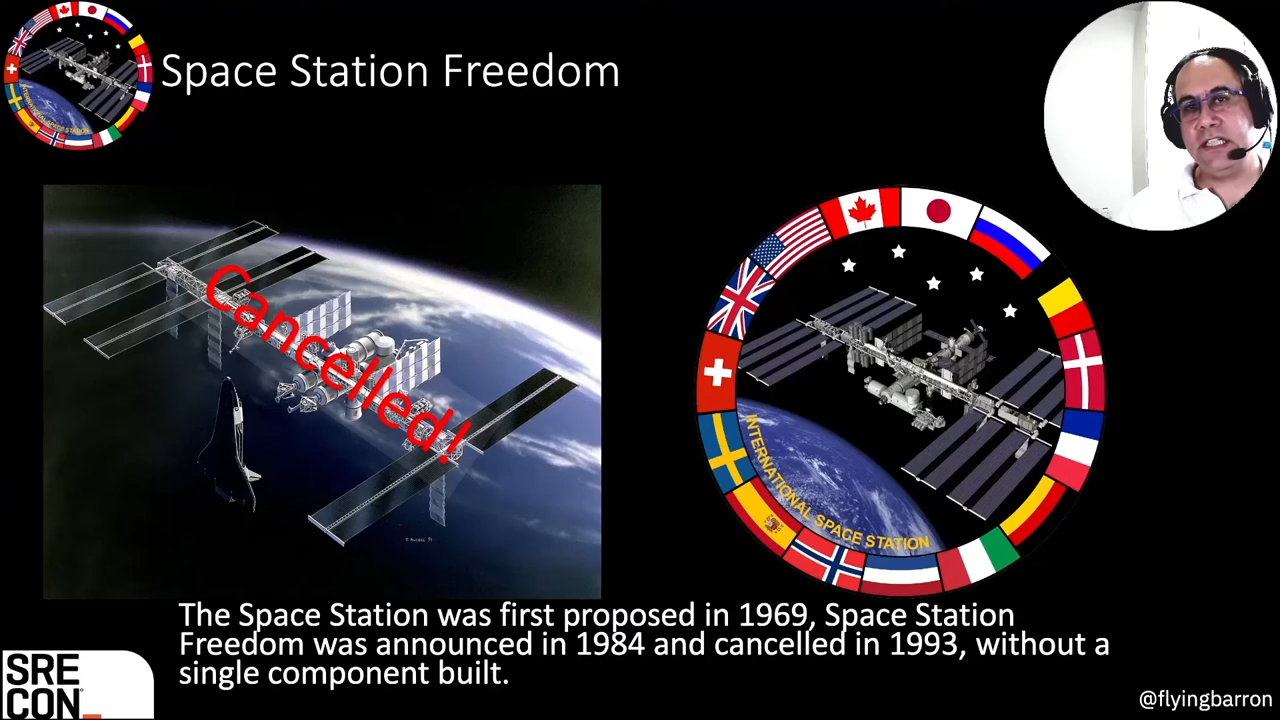 Space Station Freedom
Cancelled!
INTERNATIONAL SPACE STATION
The Space Station was first proposed in 1969, Space Station
Freedom was announced in 1984 and cancelled in 1993, without a
single component built.
SRE
CON
@flyingbarron